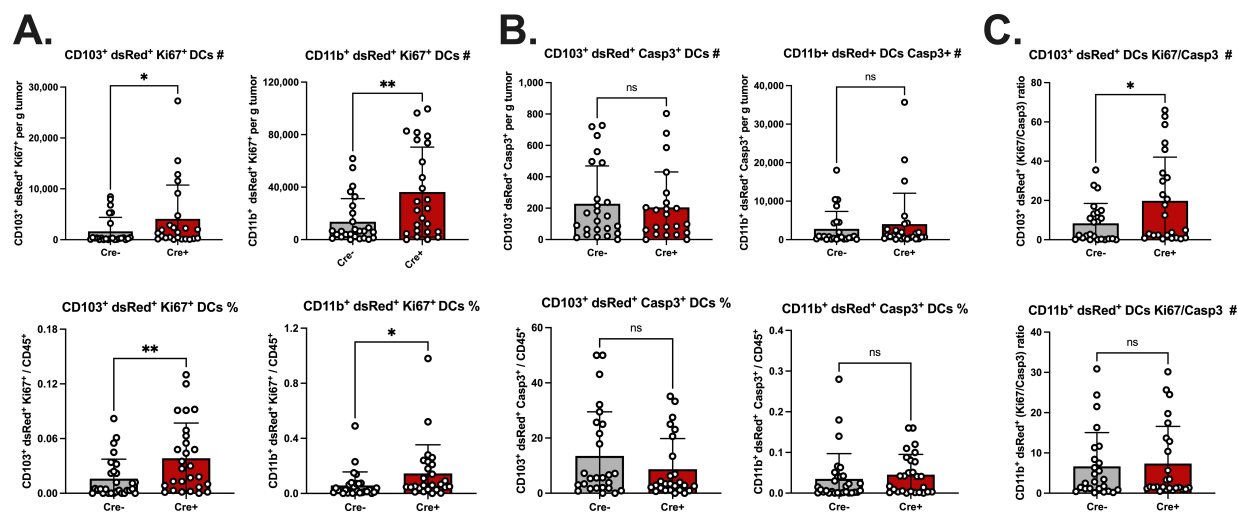 A.
CD103⁺ dsRed⁺ Ki67⁺ DCs #
CD103⁺ dsRed⁺ Ki67⁺ per g tumor
30,000
20,000
10,000
0
*
Cre-
Cre+
CD11b⁺ dsRed⁺ Ki67⁺ DCs #
CD11b⁺ dsRed⁺ Ki67⁺ per g tumor
120,000
80,000
40,000
0
**
Cre-
Cre+
B.
CD103⁺ dsRed⁺ Casp3⁺ DCs #
CD103⁺ dsRed⁺ Casp3⁺ per g tumor
1,000
800
600
400
200
0
ns
Cre-
Cre+
CD11b+ dsRed+ DCs Casp3+ #
CD11b⁺ dsRed⁺ Casp3⁺ per g tumor
40,000
30,000
20,000
10,000
0
ns
Cre-
Cre+
C.
CD103⁺ dsRed⁺ DCs Ki67/Casp3 #
CD103⁺ dsRed⁺ (Ki67/Casp3) ratio
80
60
40
20
0
*
Cre-
Cre+
CD103⁺ dsRed⁺ Ki67⁺ DCs %
CD103⁺ dsRed⁺ Ki67⁺ / CD45⁺
0.18
0.12
0.06
0.00
**
Cre-
Cre+
CD11b⁺ dsRed⁺ Ki67⁺ DCs %
CD11b⁺ dsRed⁺ Ki67⁺ / CD45⁺
1.2
0.8
0.4
0.0
*
Cre-
Cre+
CD103⁺ dsRed⁺ Casp3⁺ DCs %
CD103⁺ dsRed⁺ Casp3⁺ / CD45⁺
60
40
20
0
ns
Cre-
Cre+
CD11b⁺ dsRed⁺ Casp3⁺ DCs %
CD11b⁺ dsRed⁺ Casp3⁺ / CD45⁺
0.4
0.3
0.2
0.1
0.0
ns
Cre-
Cre+
CD11b⁺ dsRed⁺ DCs Ki67/Casp3 #
CD11b⁺ dsRed⁺ (Ki67/Casp3) ratio
40
30
20
10
0
ns
Cre-
Cre+